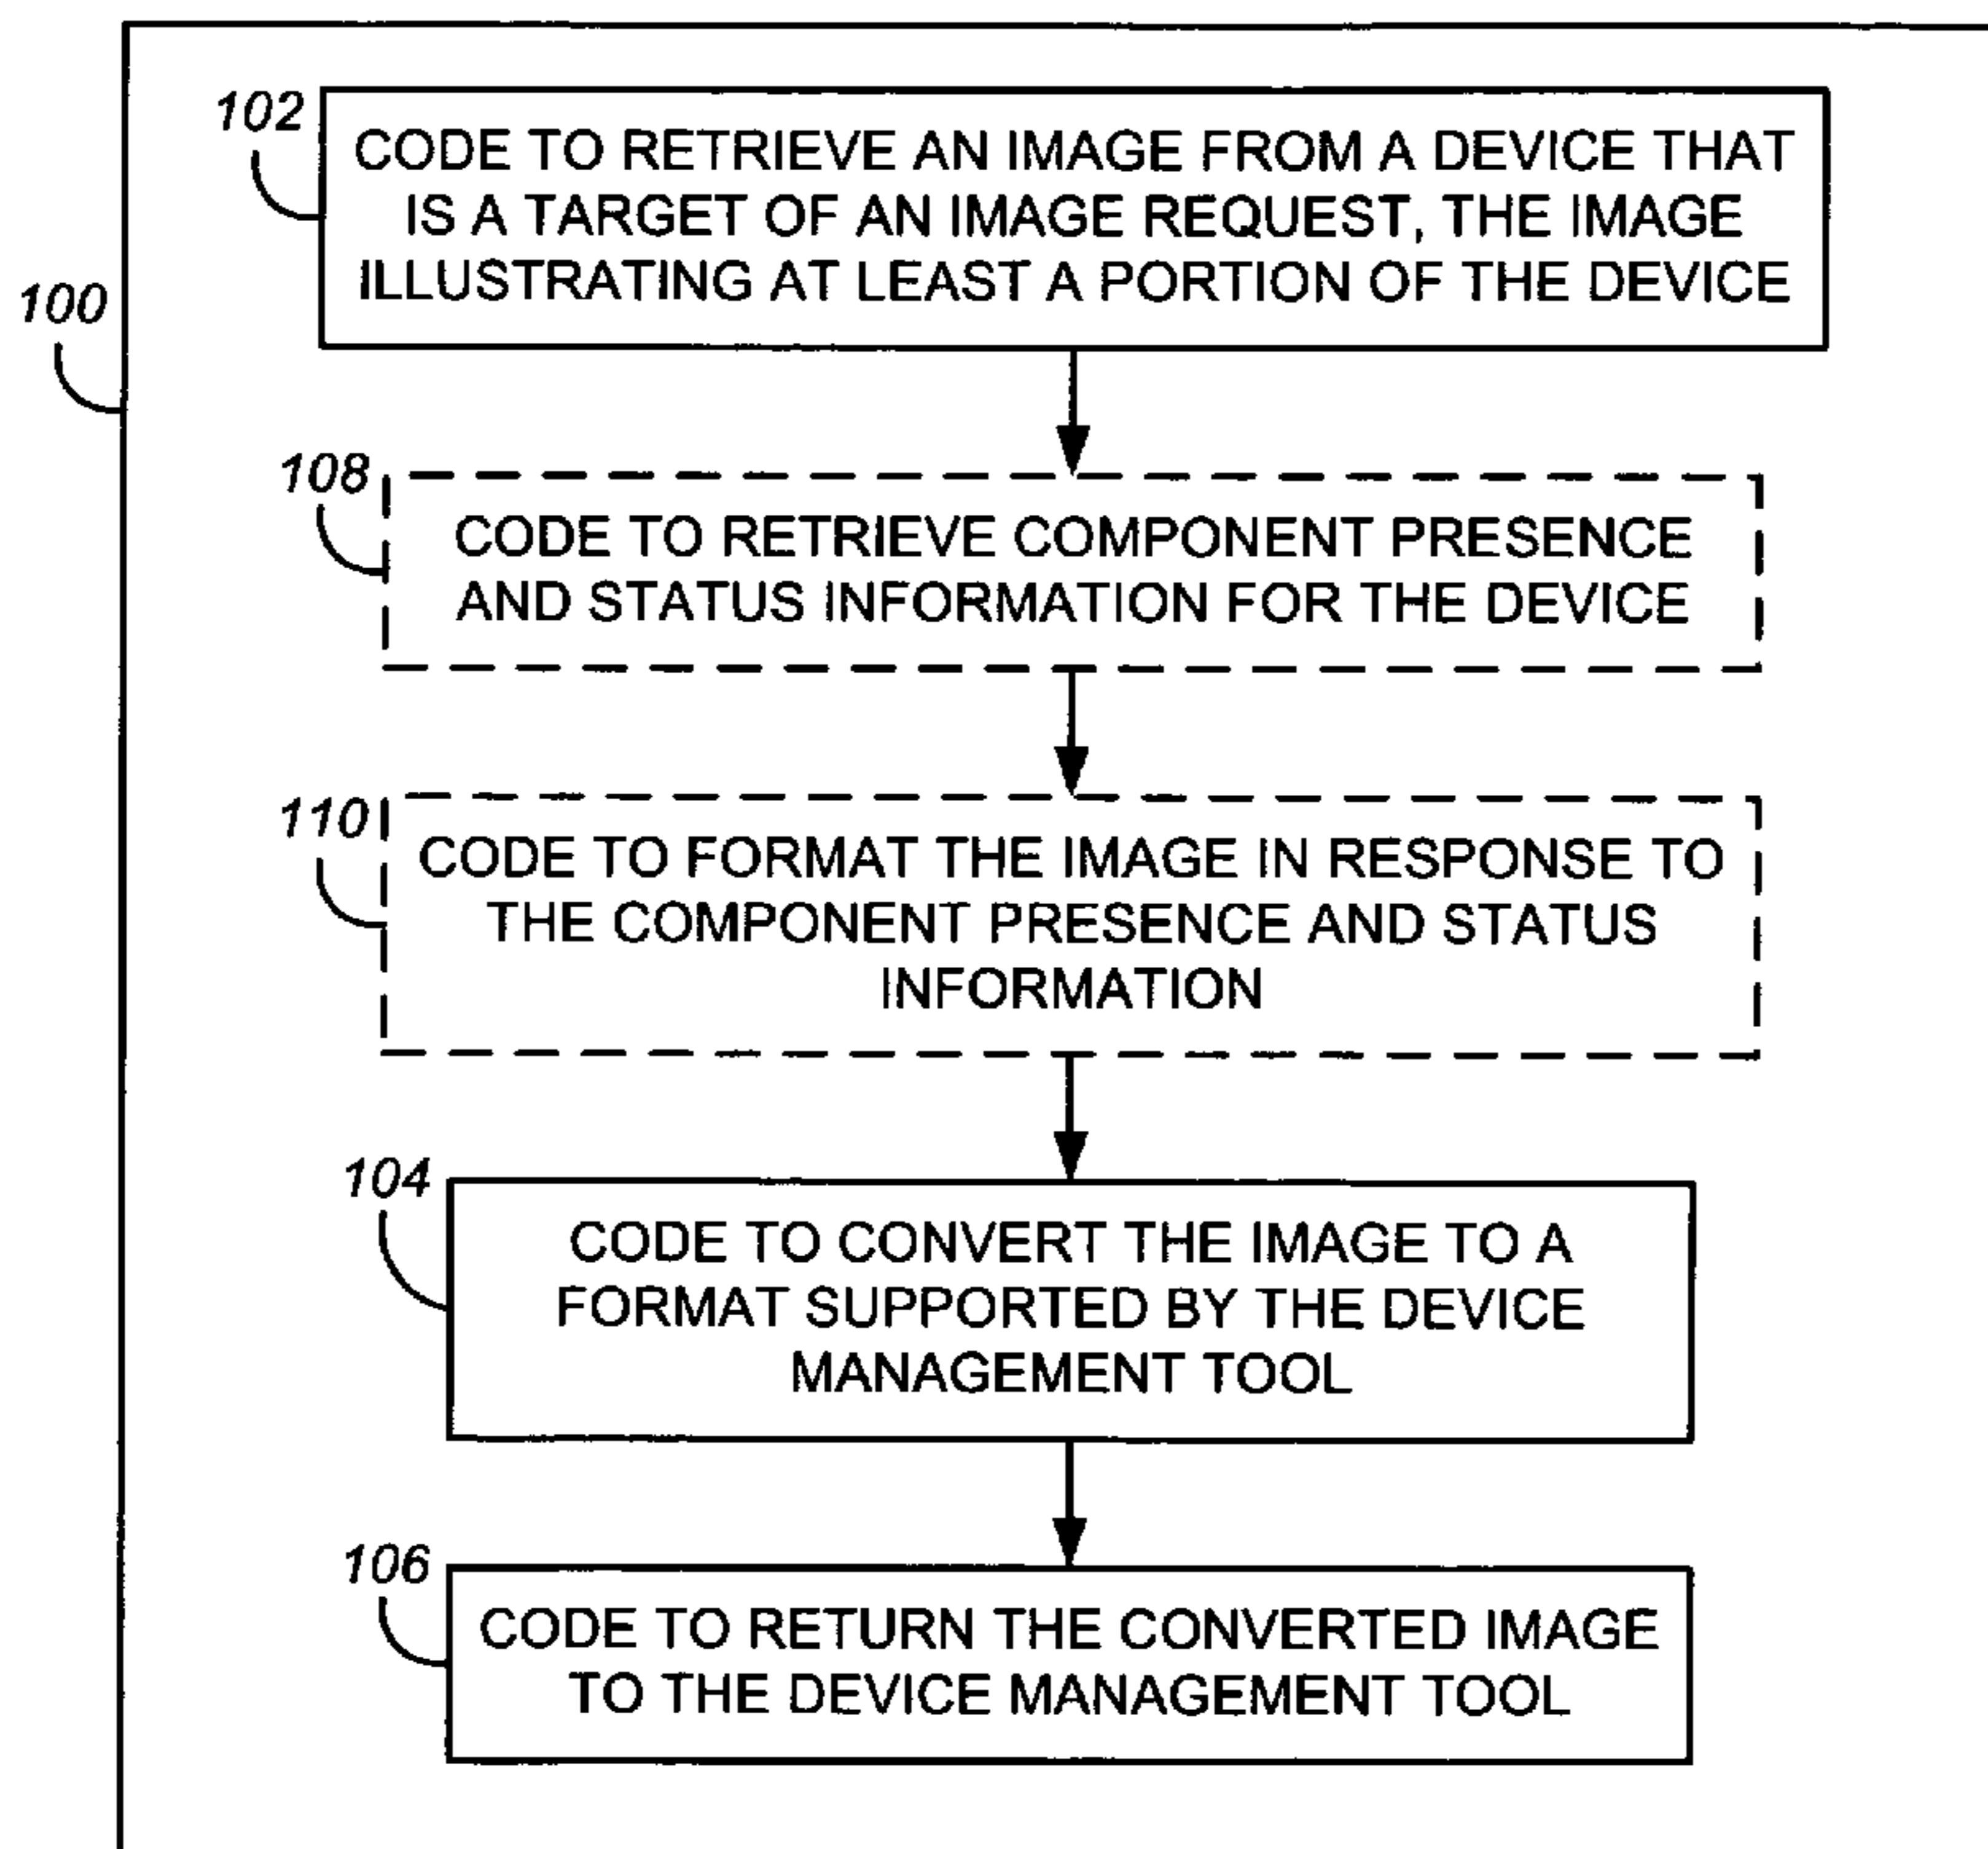 102
CODE TO RETRIEVE AN IMAGE FROM A DEVICE THAT
IS A TARGET OF AN IMAGE REQUEST, THE IMAGE
ILLUSTRATING AT LEAST A PORTION OF THE DEVICE
100
108
CODE TO RETRIEVE COMPONENT PRESENCE
AND STATUS INFORMATION FOR THE DEVICE
110
CODE TO FORMAT THE IMAGE IN RESPONSE TO
THE COMPONENT PRESENCE AND STATUS
INFORMATION
104
CODE TO CONVERT THE IMAGE TO A
FORMAT SUPPORTED BY THE DEVICE
MANAGEMENT TOOL
106
CODE TO RETURN THE CONVERTED IMAGE
TO THE DEVICE MANAGEMENT TOOL